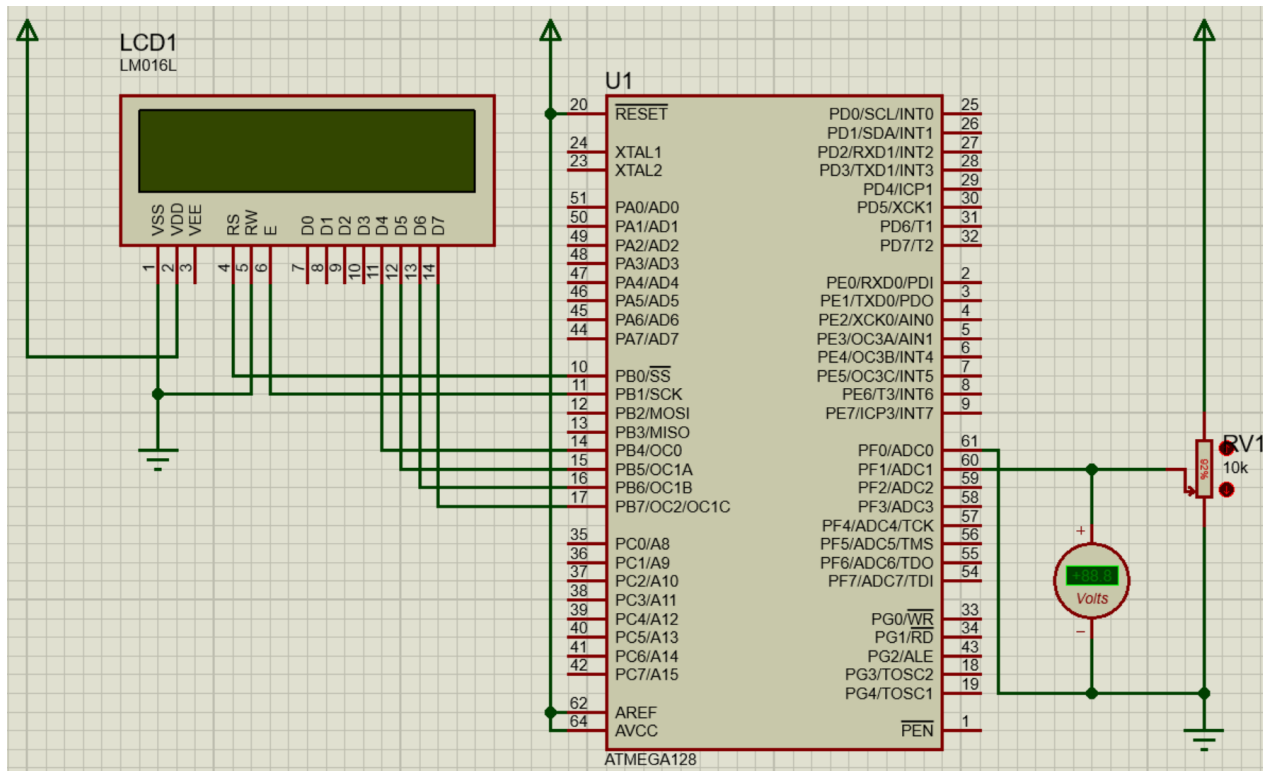 LCD1
LM016L
VSS
VDD
VEE
RS
RW
E
D0
D1
D2
D3
D4
D5
D6
D7
1
2
3
4
5
6
7
8
9
10
11
12
13
14
U1
20 RESET
24 XTAL1
23 XTAL2
51 PA0/AD0
50 PA1/AD1
49 PA2/AD2
48 PA3/AD3
47 PA4/AD4
46 PA5/AD5
45 PA6/AD6
44 PA7/AD7
10 PB0/SS
11 PB1/SCK
12 PB2/MOSI
13 PB3/MISO
14 PB4/OC0
15 PB5/OC1A
16 PB6/OC1B
17 PB7/OC2/OC1C
35 PC0/A8
36 PC1/A9
37 PC2/A10
38 PC3/A11
39 PC4/A12
40 PC5/A13
41 PC6/A14
42 PC7/A15
62 AREF
64 AVCC
PD0/SCL/INT0 25
PD1/SDA/INT1 26
PD2/RXD1/INT2 27
PD3/TXD1/INT3 28
PD4/ICP1 29
PD5/XCK1 30
PD6/T1 31
PD7/T2 32
PE0/RXD0/PDI 2
PE1/TXD0/PDO 3
PE2/XCK0/AIN0 4
PE3/OC3A/AIN1 5
PE4/OC3B/INT4 6
PE5/OC3C/INT5 7
PE6/T3/INT6 8
PE7/ICP3/INT7 9
PF0/ADC0 61
PF1/ADC1 60
PF2/ADC2 59
PF3/ADC3 58
PF4/ADC4/TCK 57
PF5/ADC5/TMS 56
PF6/ADC6/TDO 55
PF7/ADC7/TDI 54
PG0/WR 33
PG1/RD 34
PG2/ALE 43
PG3/TOSC2 18
PG4/TOSC1 19
PEN 1
ATMEGA128
+
+88.8
Volts
−
RV1
10k
92%